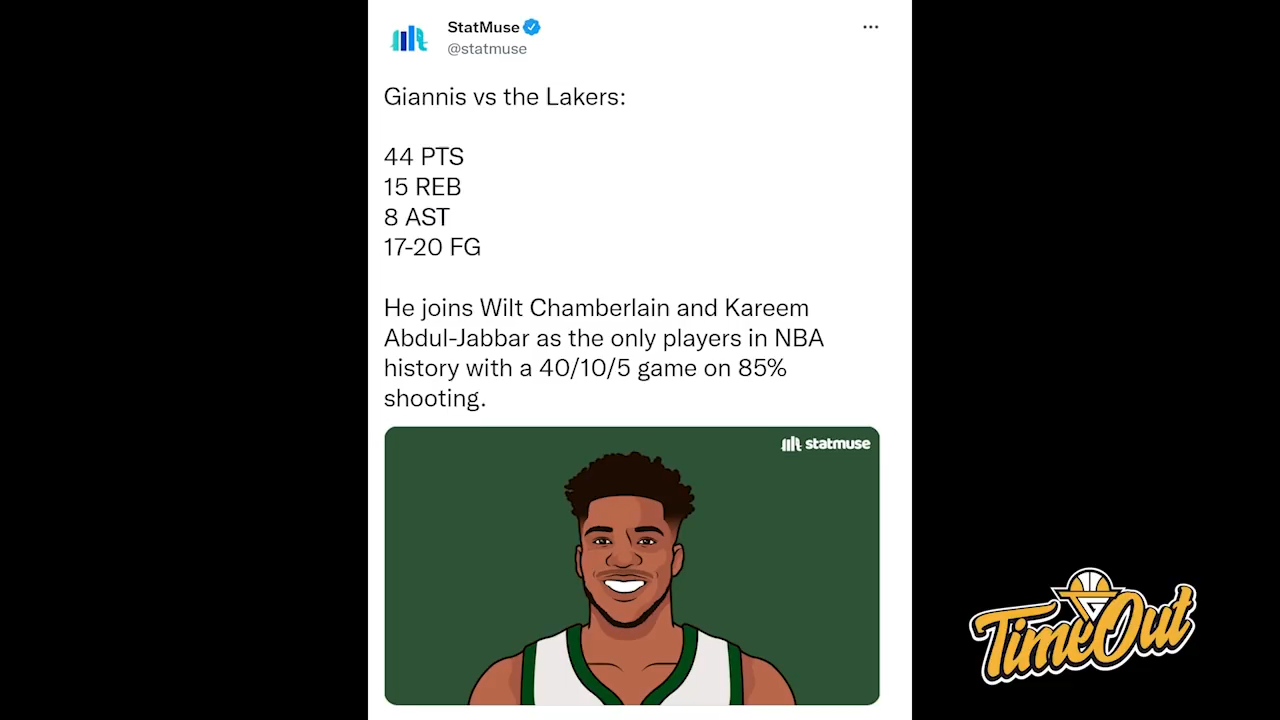 StatMuse
@statmuse
Giannis vs the Lakers:
44 PTS
15 REB
8 AST
17-20 FG
He joins Wilt Chamberlain and Kareem
Abdul-Jabbar as the only players in NBA
history with a 40/10/5 game on 85%
shooting.
statmuse
G
TimeOut